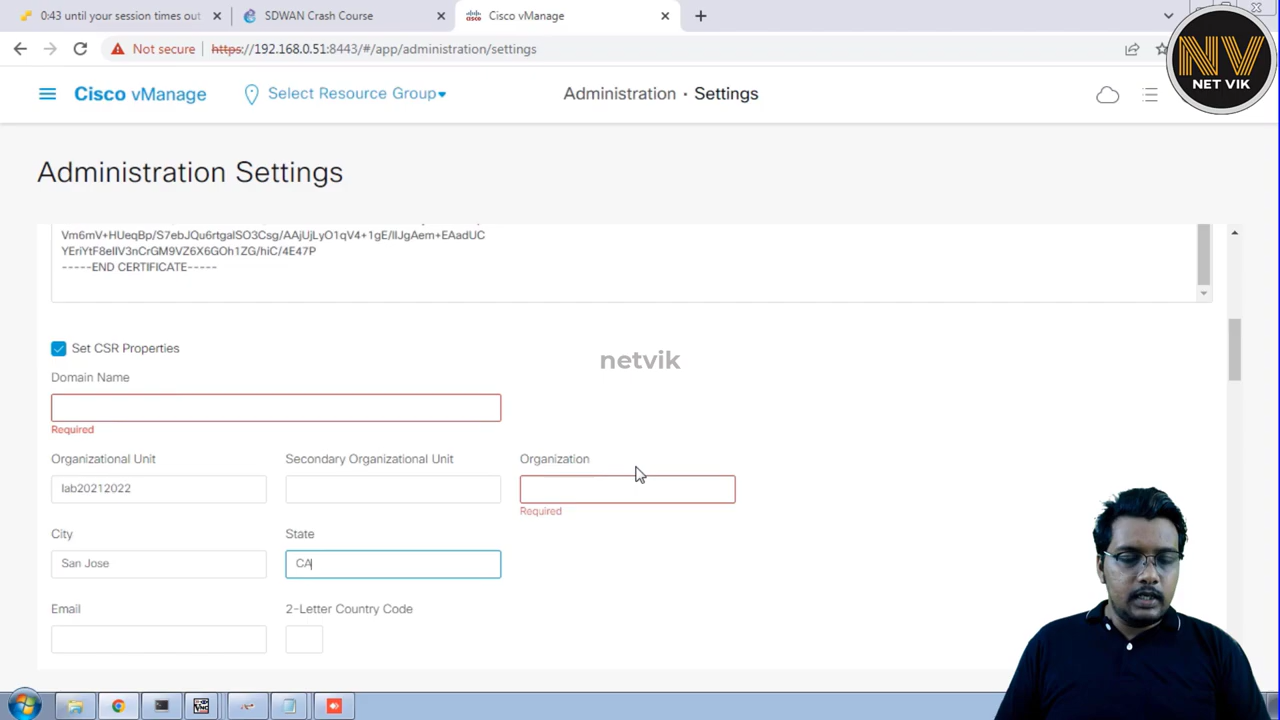 0:43 until your session times out
SDWAN Crash Course
Cisco vManage
Not secure
https://192.168.0.51:8443/#/app/administration/settings
NV
NET VIK
Cisco vManage
Select Resource Group
Administration · Settings
Administration Settings
Vm6mV+HUeqBp/S7ebJQu6rtgaISO3Csg/AAjUjLyO1qV4+1gE/IIJgAem+EAadUC
YEriYtF8eIIV3nCrGM9VZ6X6GOh1ZG/hiC/4E47P
-----END CERTIFICATE-----
Set CSR Properties
netvik
Domain Name
Required
Organizational Unit
Secondary Organizational Unit
Organization
lab20212022
Required
City
State
San Jose
CA
Email
2-Letter Country Code